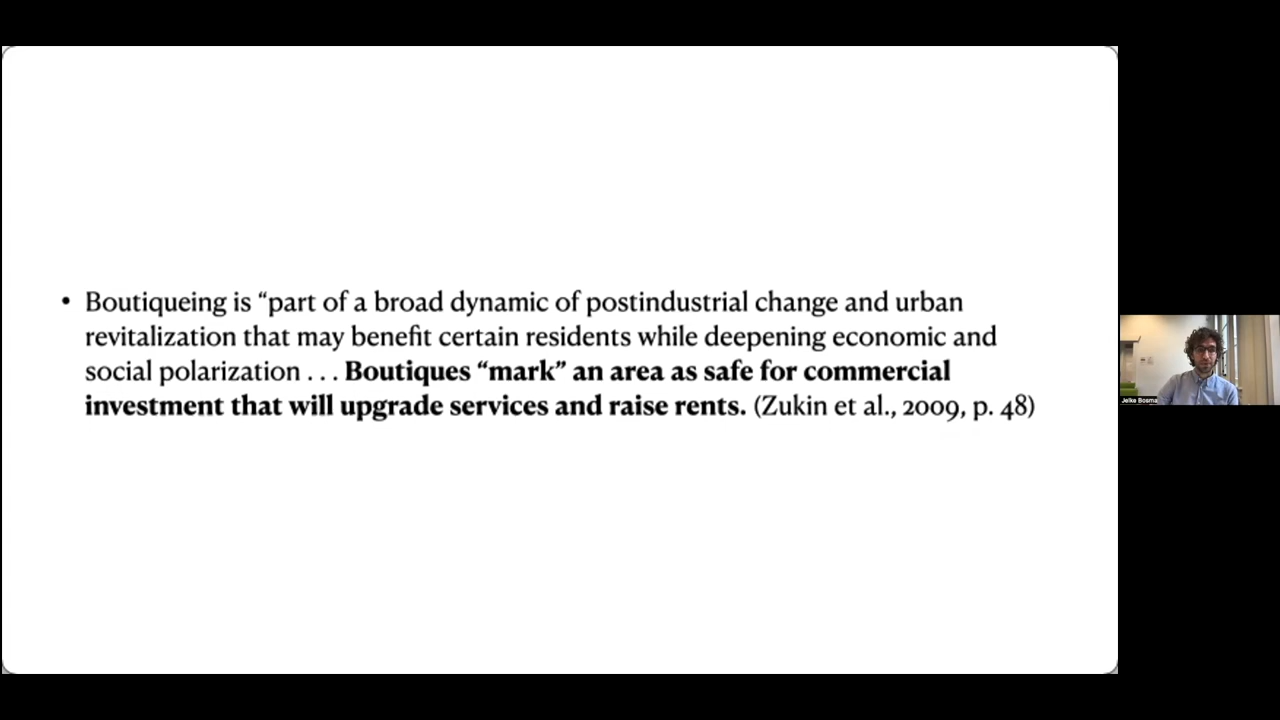 • Boutiqueing is “part of a broad dynamic of postindustrial change and urban
revitalization that may benefit certain residents while deepening economic and
social polarization . . . Boutiques “mark” an area as safe for commercial
investment that will upgrade services and raise rents. (Zukin et al., 2009, p. 48)
Jelke Bosma